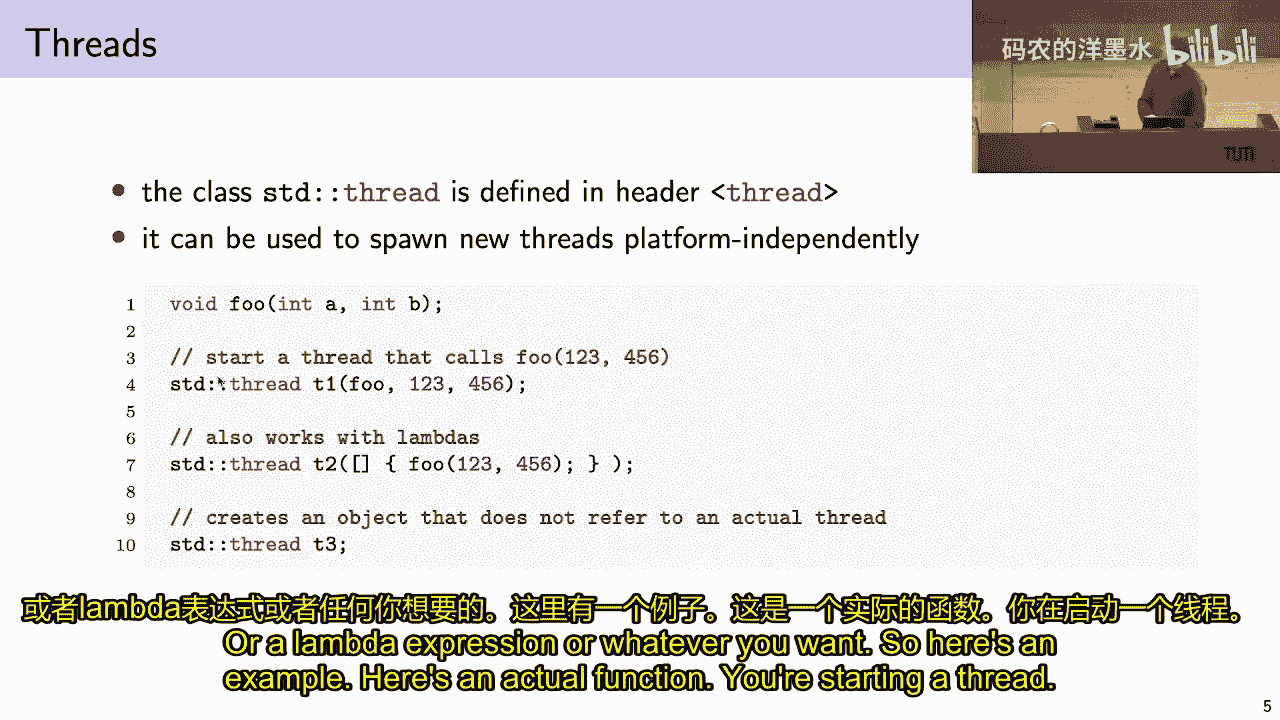 Threads
码农的洋墨水 bilibili
TUM
• the class std::thread is defined in header <thread>
• it can be used to spawn new threads platform-independently
1 void foo(int a, int b);
2
3 // start a thread that calls foo(123, 456)
4 std::thread t1(foo, 123, 456);
5
6 // also works with lambdas
7 std::thread t2([] { foo(123, 456); } );
8
9 // creates an object that does not refer to an actual thread
10 std::thread t3;
或者lambda表达式或者任何你想要的。这里有一个例子。这是一个实际的函数。你在启动一个线程。
Or a lambda expression or whatever you want. So here's an
example. Here's an actual function. You're starting a thread.
5